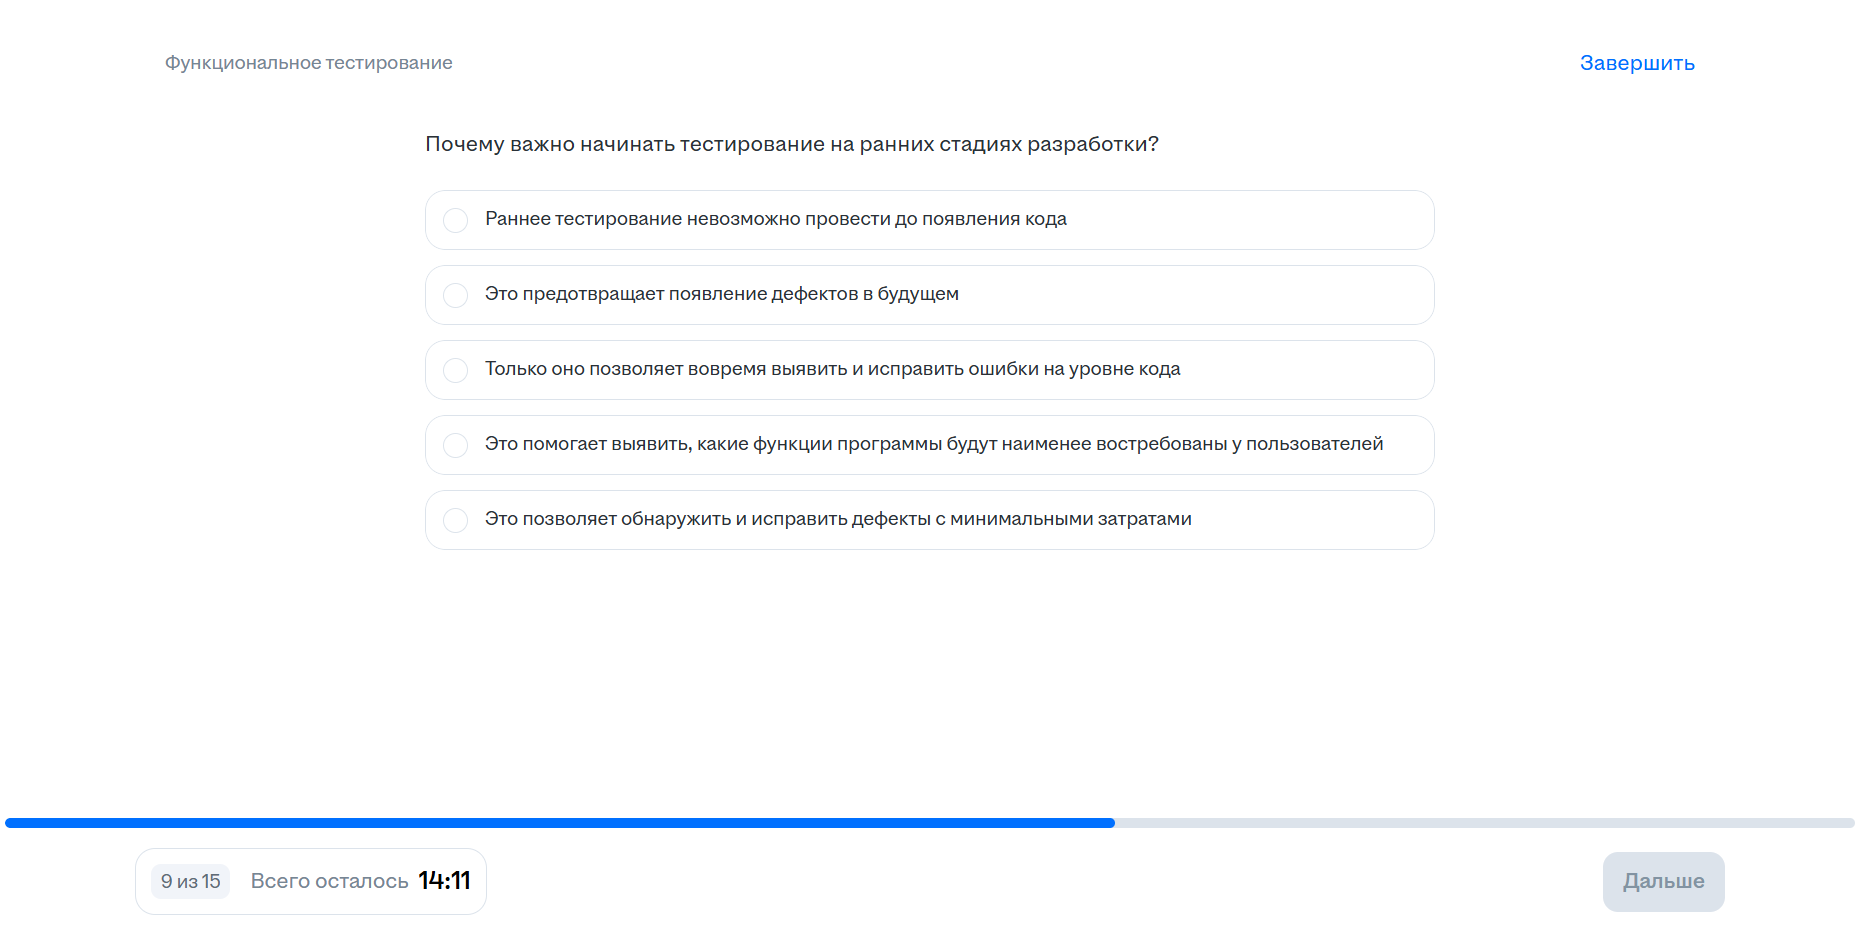 Функциональное тестирование
Завершить
Почему важно начинать тестирование на ранних стадиях разработки?
Раннее тестирование невозможно провести до появления кода
Это предотвращает появление дефектов в будущем
Только оно позволяет вовремя выявить и исправить ошибки на уровне кода
Это помогает выявить, какие функции программы будут наименее востребованы у пользователей
Это позволяет обнаружить и исправить дефекты с минимальными затратами
9 из 15
Всего осталось 14:11
Дальше